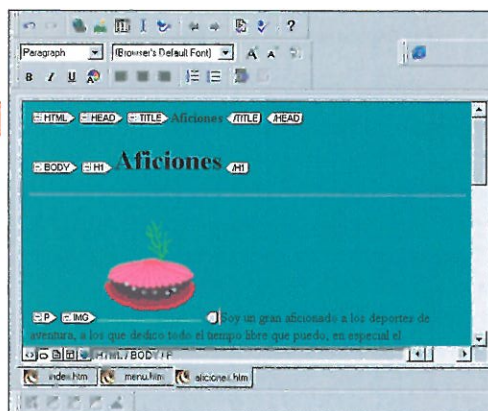 ?
Paragraph (Browser's Default Font) A A
B I U A
HTML HEAD TITLE Aficiones /TITLE /HEAD
BODY H1 Aficiones /H1
P IMG Soy un gran aficionado a los deportes de
aventura, a los que dedico todo el tiempo libre que puedo, en especial el
HTML / BODY / P
index.htm menu.htm aficiones.htm